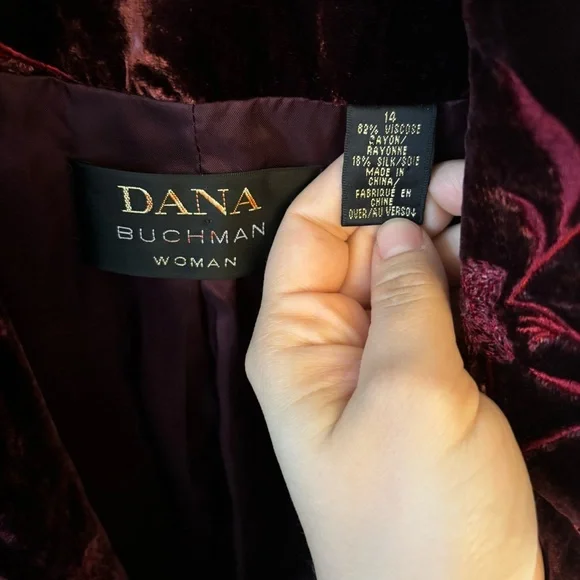 DANA
BUCHMAN
WOMAN
14
82% VISCOSE
RAYON/
RAYONNE
18% SILK/SOIE
MADE IN
CHINA/
FABRIQUE EN
CHINE
OVER/AU VERSO↓